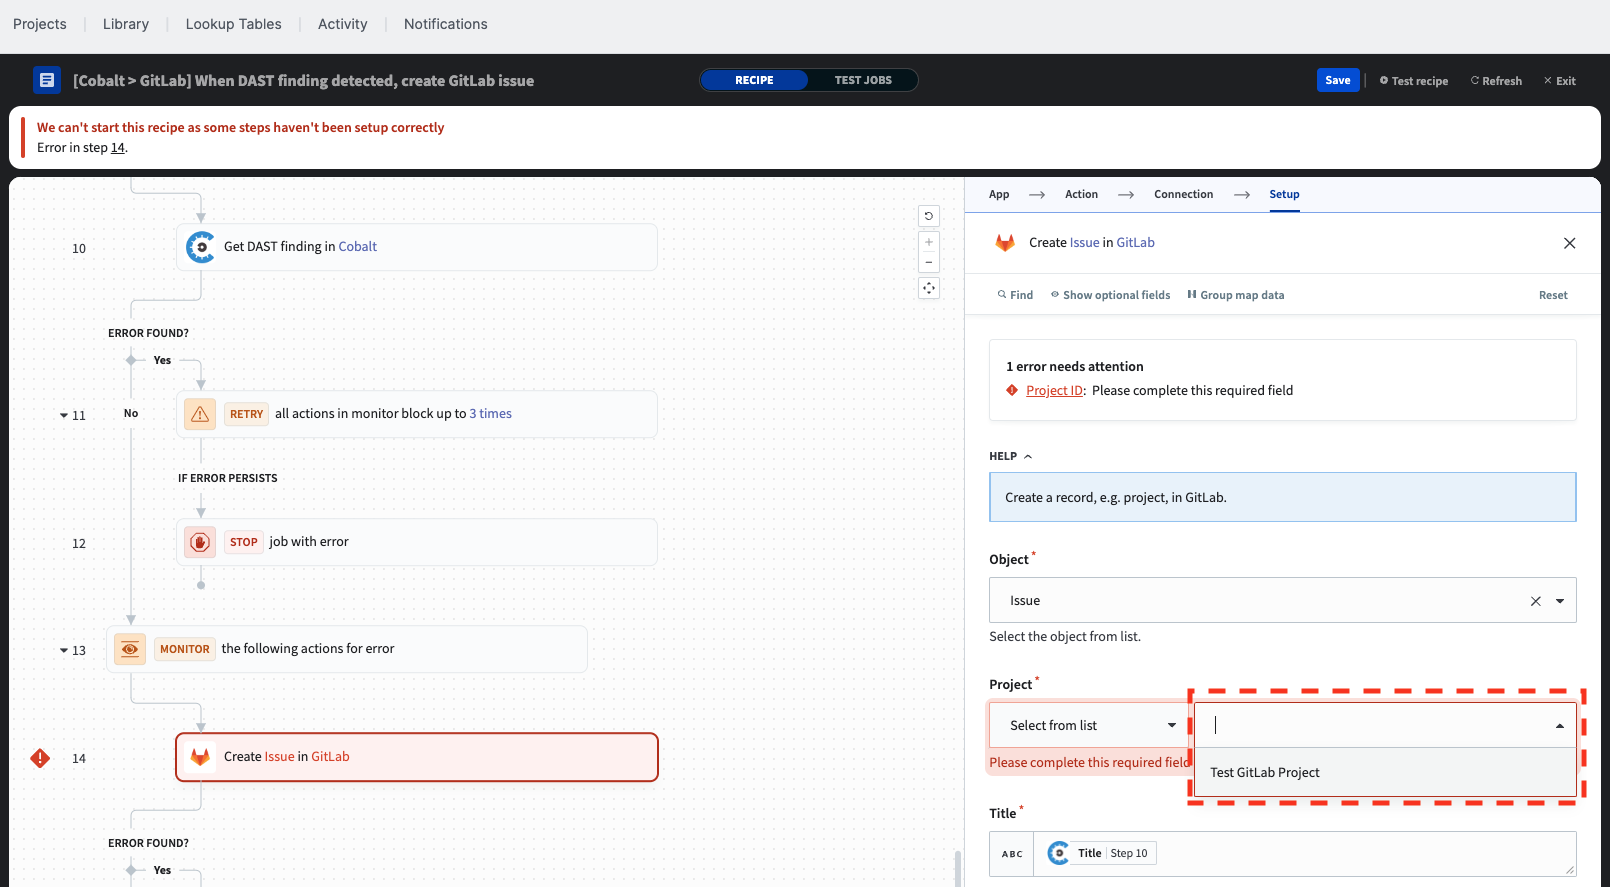 Projects
Library
Lookup Tables
Activity
Notifications
[Cobalt > GitLab] When DAST finding detected, create GitLab issue
RECIPE
TEST JOBS
Save
Test recipe
Refresh
Exit
We can't start this recipe as some steps haven't been setup correctly
Error in step 14.
10
Get DAST finding in Cobalt
ERROR FOUND?
Yes
No
11
RETRY all actions in monitor block up to 3 times
IF ERROR PERSISTS
12
STOP job with error
13
MONITOR the following actions for error
14
Create Issue in GitLab
ERROR FOUND?
Yes
App
Action
Connection
Setup
Create Issue in GitLab
Find
Show optional fields
Group map data
Reset
1 error needs attention
Project ID: Please complete this required field
HELP
Create a record, e.g. project, in GitLab.
Object *
Issue
Select the object from list.
Project *
Select from list
Please complete this required field
Test GitLab Project
Title *
ABC
Title | Step 10